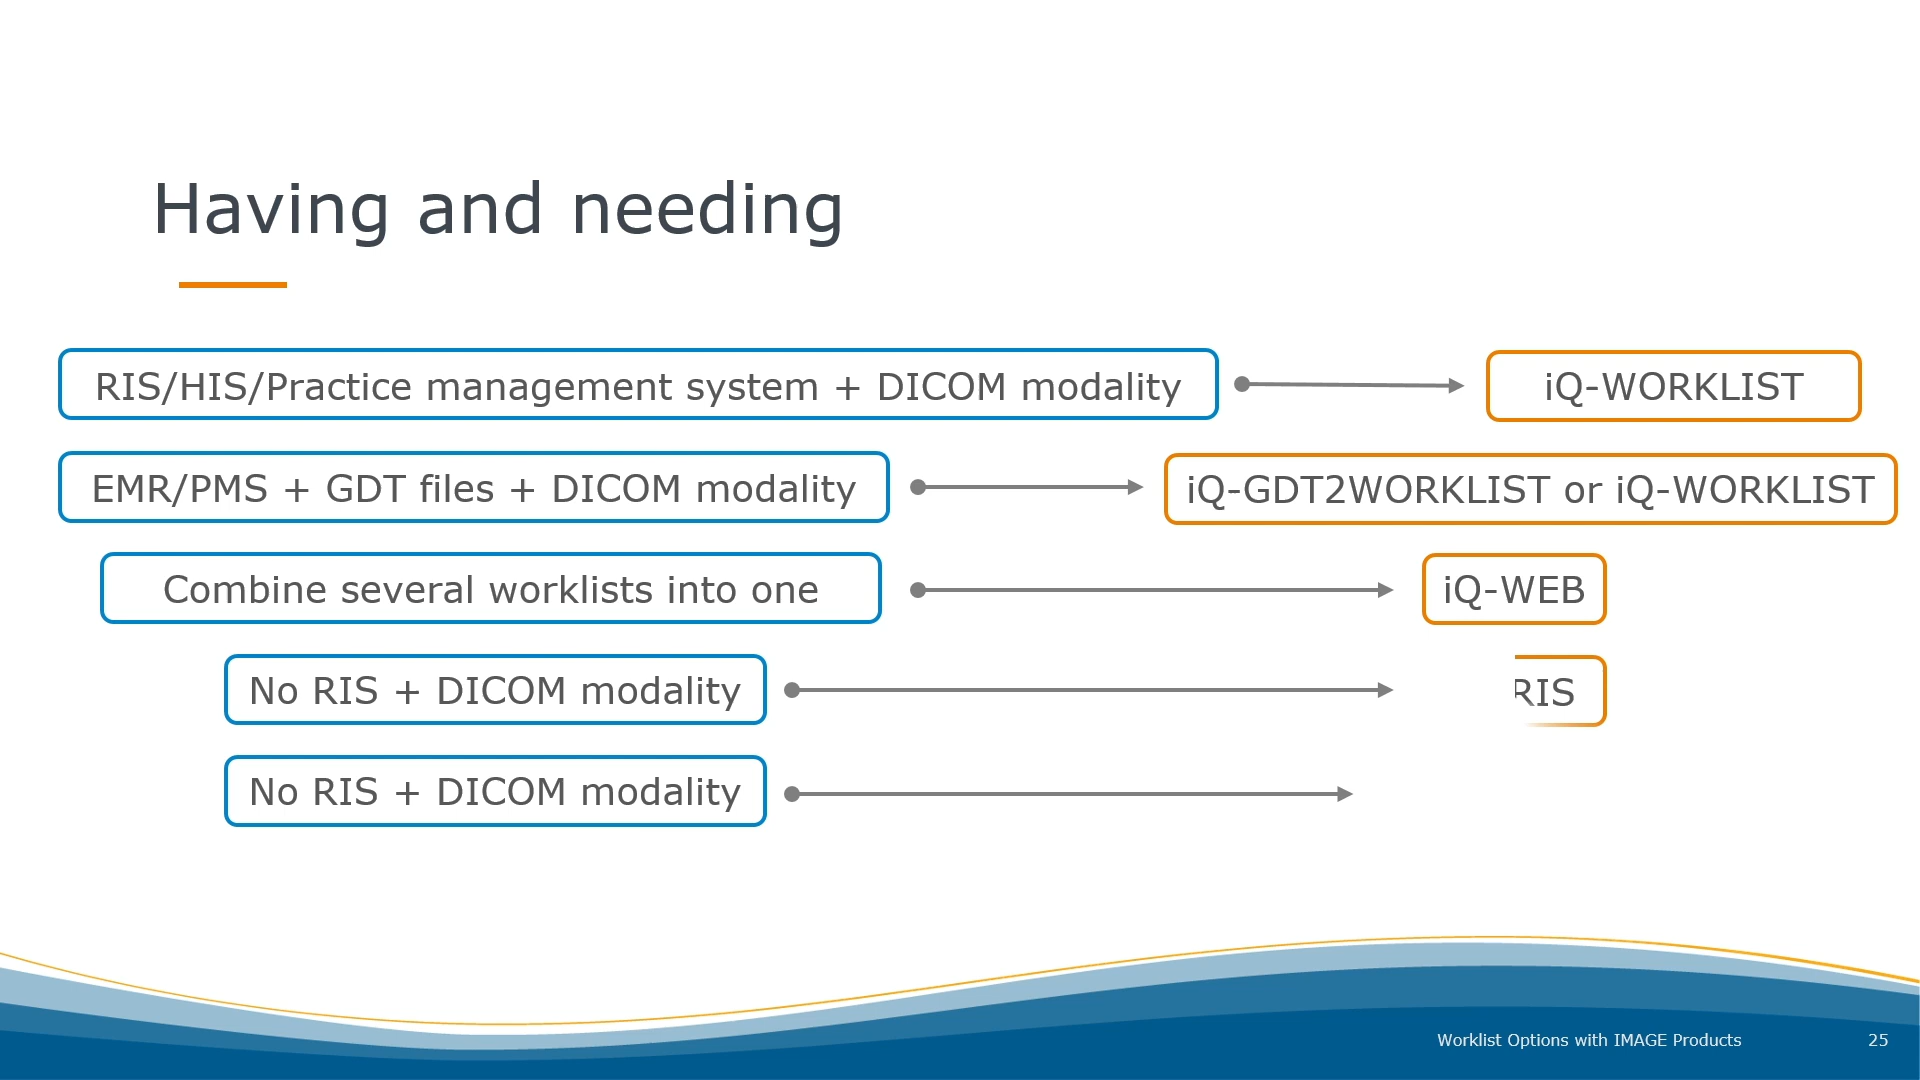 Having and needing
RIS/HIS/Practice management system + DICOM modality
iQ-WORKLIST
EMR/PMS + GDT files + DICOM modality
iQ-GDT2WORKLIST or iQ-WORKLIST
Combine several worklists into one
iQ-WEB
No RIS + DICOM modality
RIS
No RIS + DICOM modality
Worklist Options with IMAGE Products
25